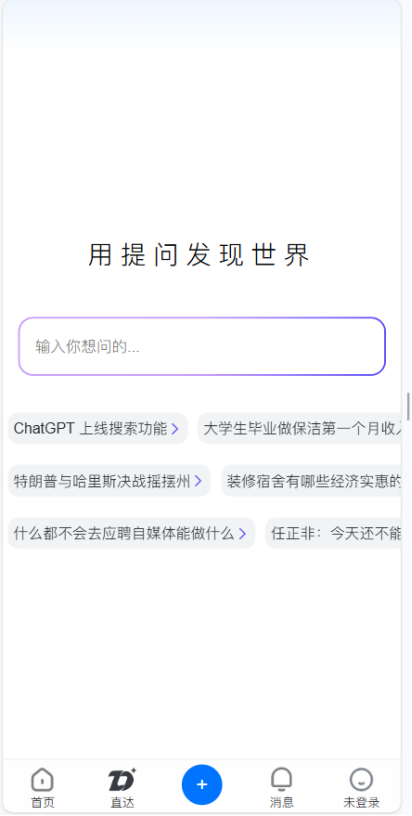 用提问发现世界
输入你想问的...
ChatGPT 上线搜索功能 大学生毕业做保洁第一个月收
特朗普与哈里斯决战摇摆州 装修宿舍有哪些经济实惠的
什么都不会去应聘自媒体能做什么 任正非：今天还不能
首页 直达 消息 未登录